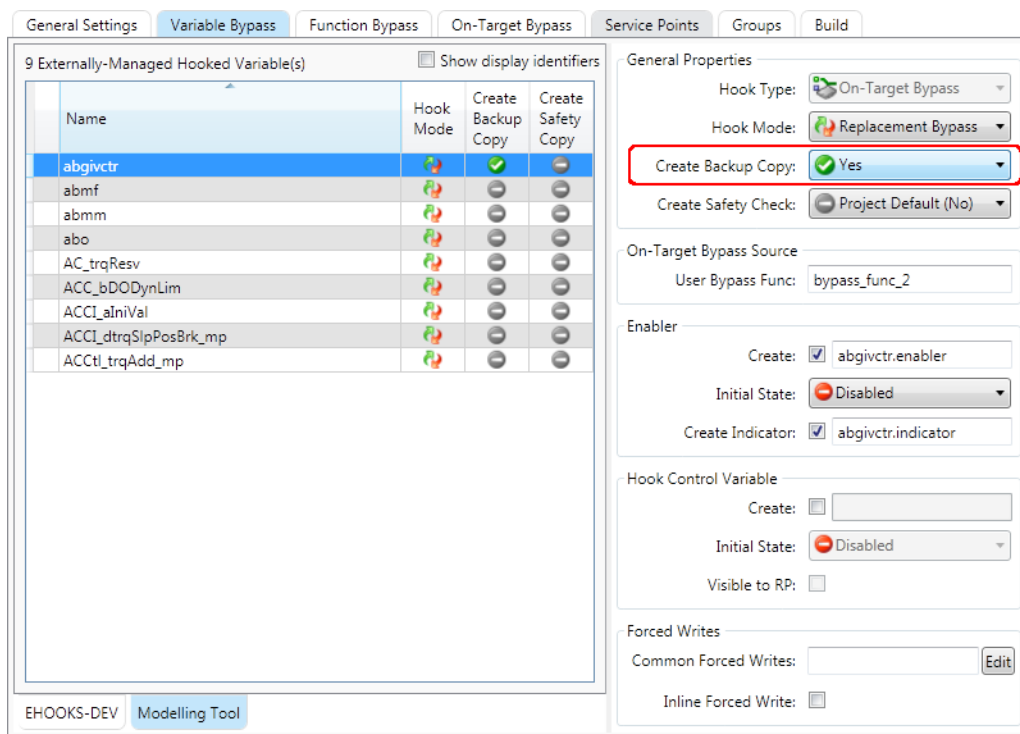 General Settings Variable Bypass Function Bypass On-Target Bypass Service Points Groups Build
9 Externally-Managed Hooked Variable(s) Show display identifiers
Name Hook Mode Create Backup Copy Create Safety Copy
abgivctr
abmf
abmm
abo
AC_trqResv
ACC_bDODynLim
ACCI_aIniVal
ACCI_dtrqSlpPosBrk_mp
ACCtl_trqAdd_mp
EHOOKS-DEV Modelling Tool
General Properties
Hook Type: On-Target Bypass
Hook Mode: Replacement Bypass
Create Backup Copy: Yes
Create Safety Check: Project Default (No)
On-Target Bypass Source
User Bypass Func: bypass_func_2
Enabler
Create: abgivctr.enabler
Initial State: Disabled
Create Indicator: abgivctr.indicator
Hook Control Variable
Create:
Initial State: Disabled
Visible to RP:
Forced Writes
Common Forced Writes: Edit
Inline Forced Write: